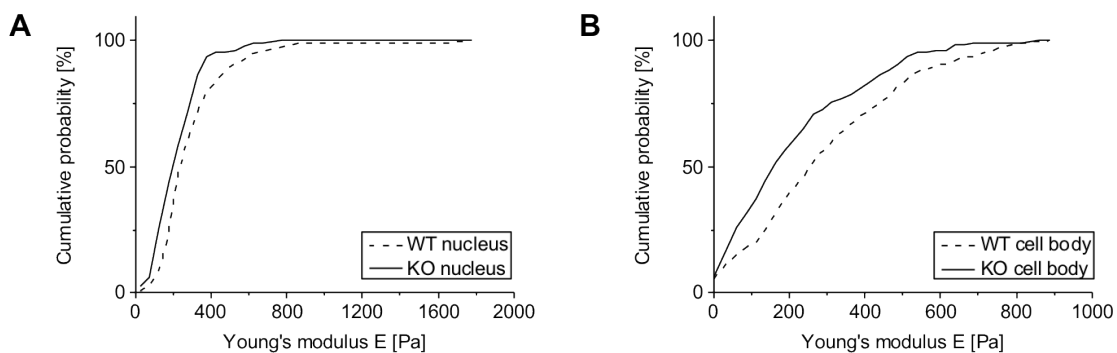 A
Cumulative probability [%]
100
50
0
WT nucleus
KO nucleus
0 400 800 1200 1600 2000
Young's modulus E [Pa]
B
Cumulative probability [%]
100
50
0
WT cell body
KO cell body
0 200 400 600 800 1000
Young's modulus E [Pa]